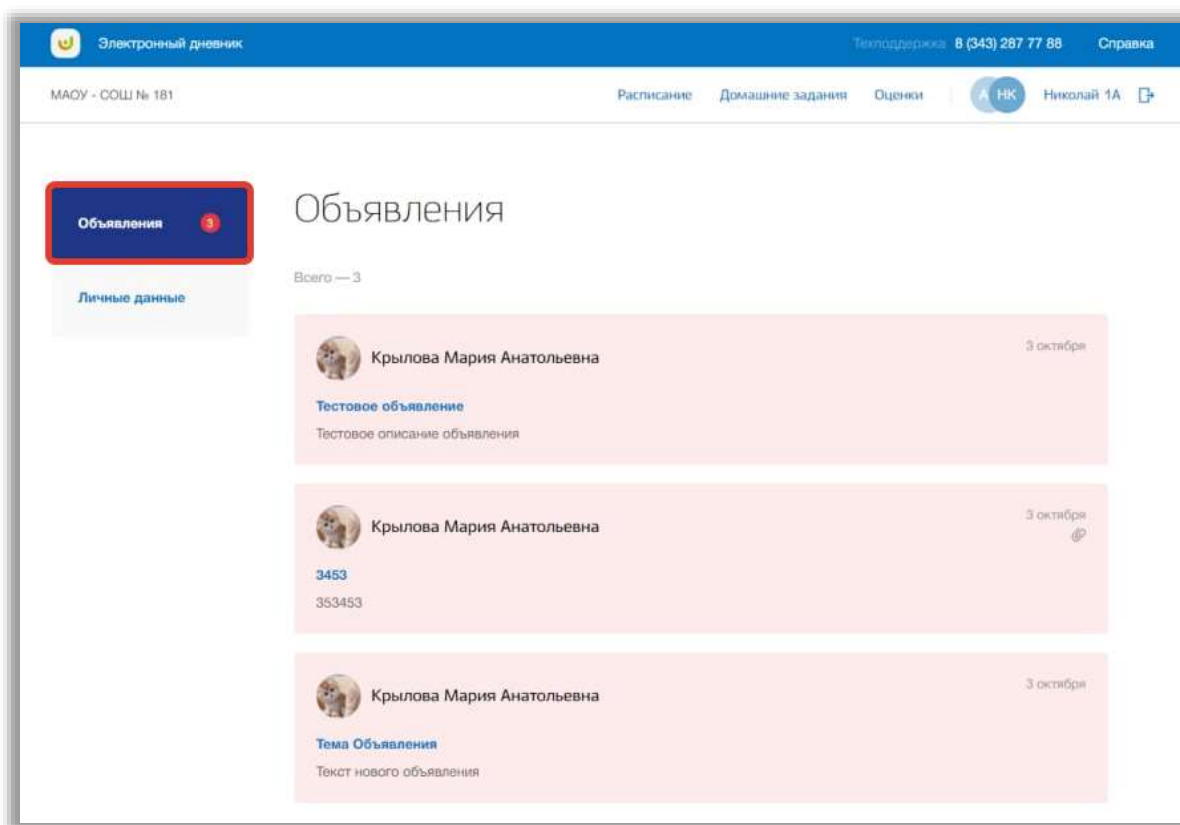 Электронный дневник Техподдержка 8 (343) 287 77 88 Справка
МАОУ - СОШ № 181 Расписание Домашние задания Оценки А НК Николай 1А
Объявления 3
Личные данные
Объявления
Всего — 3
Крылова Мария Анатольевна 3 октября
Тестовое объявление
Тестовое описание объявления
Крылова Мария Анатольевна 3 октября
3453
353453
Крылова Мария Анатольевна 3 октября
Тема Объявления
Текст нового объявления